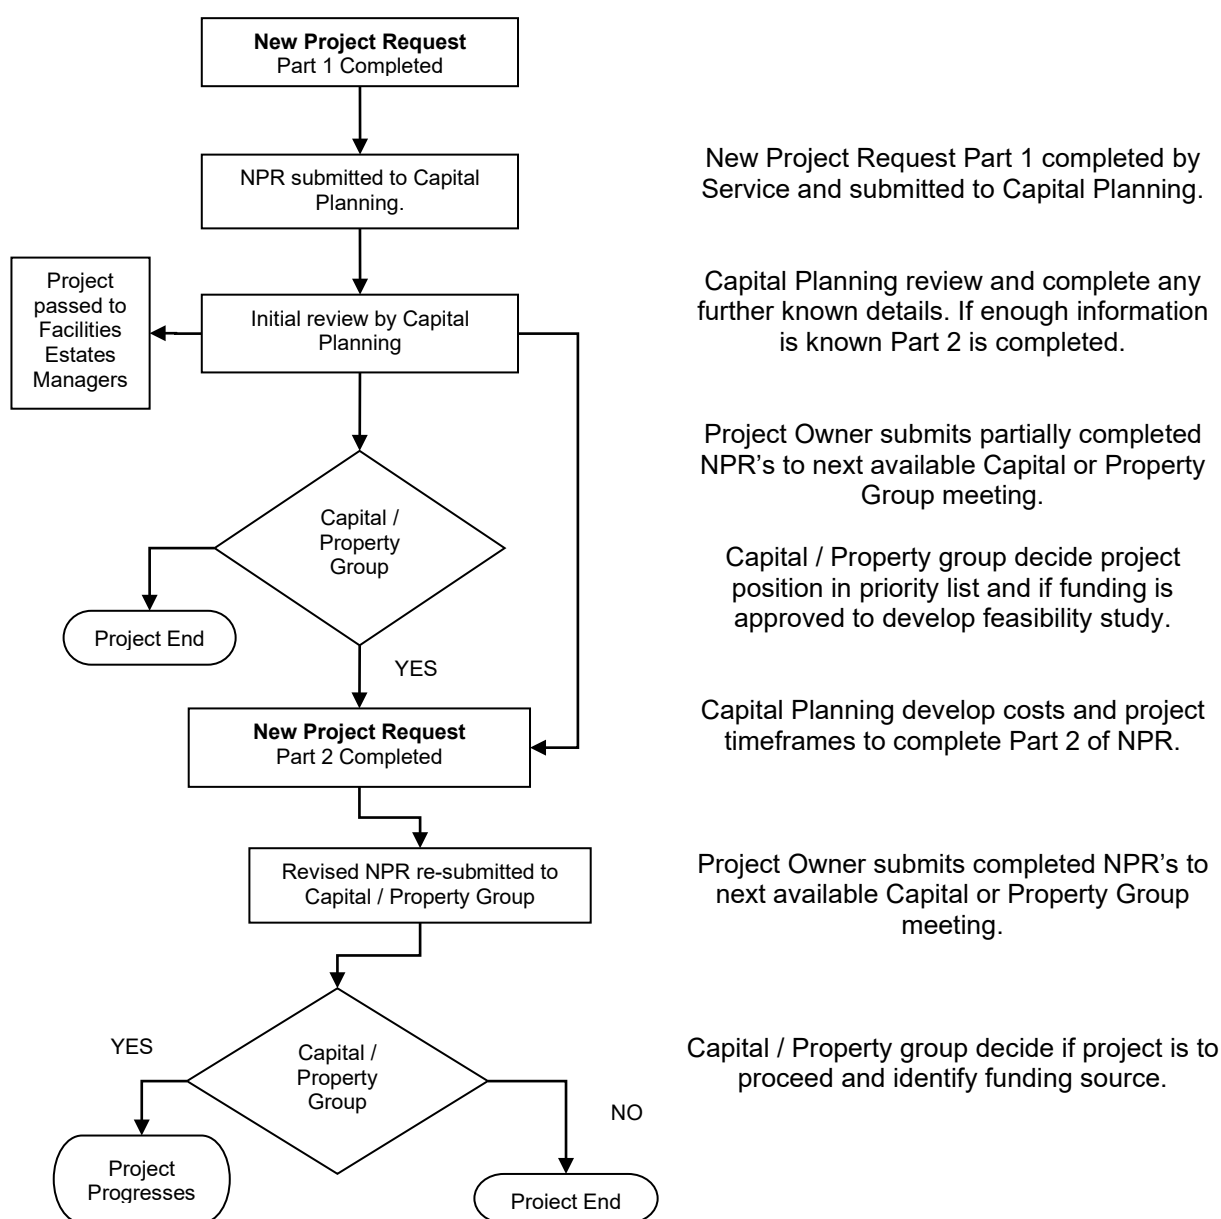 New Project Request
Part 1 Completed
NPR submitted to Capital
Planning.
New Project Request Part 1 completed by
Service and submitted to Capital Planning.
Project
passed to
Facilities
Estates
Managers
Initial review by Capital
Planning
Capital Planning review and complete any
further known details. If enough information
is known Part 2 is completed.
Project Owner submits partially completed
NPR's to next available Capital or Property
Group meeting.
Capital /
Property
Group
Capital / Property group decide project
position in priority list and if funding is
approved to develop feasibility study.
Project End
YES
New Project Request
Part 2 Completed
Capital Planning develop costs and project
timeframes to complete Part 2 of NPR.
Revised NPR re-submitted to
Capital / Property Group
Project Owner submits completed NPR's to
next available Capital or Property Group
meeting.
YES
Capital /
Property
Group
NO
Capital / Property group decide if project is to
proceed and identify funding source.
Project
Progresses
Project End